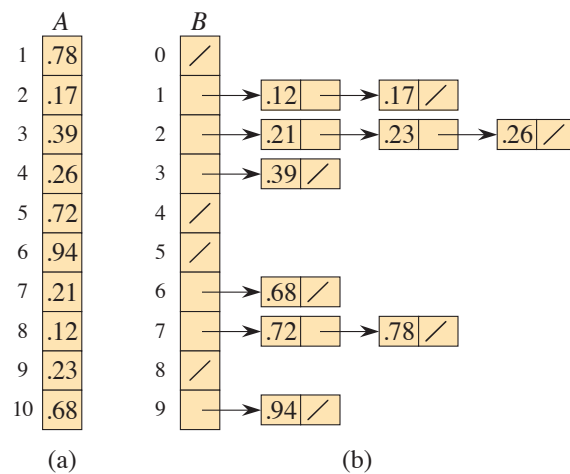 A B
1 .78 0
2 .17 1 .12 .17
3 .39 2 .21 .23 .26
4 .26 3 .39
5 .72 4
6 .94 5
7 .21 6 .68
8 .12 7 .72 .78
9 .23 8
10 .68 9 .94
(a) (b)